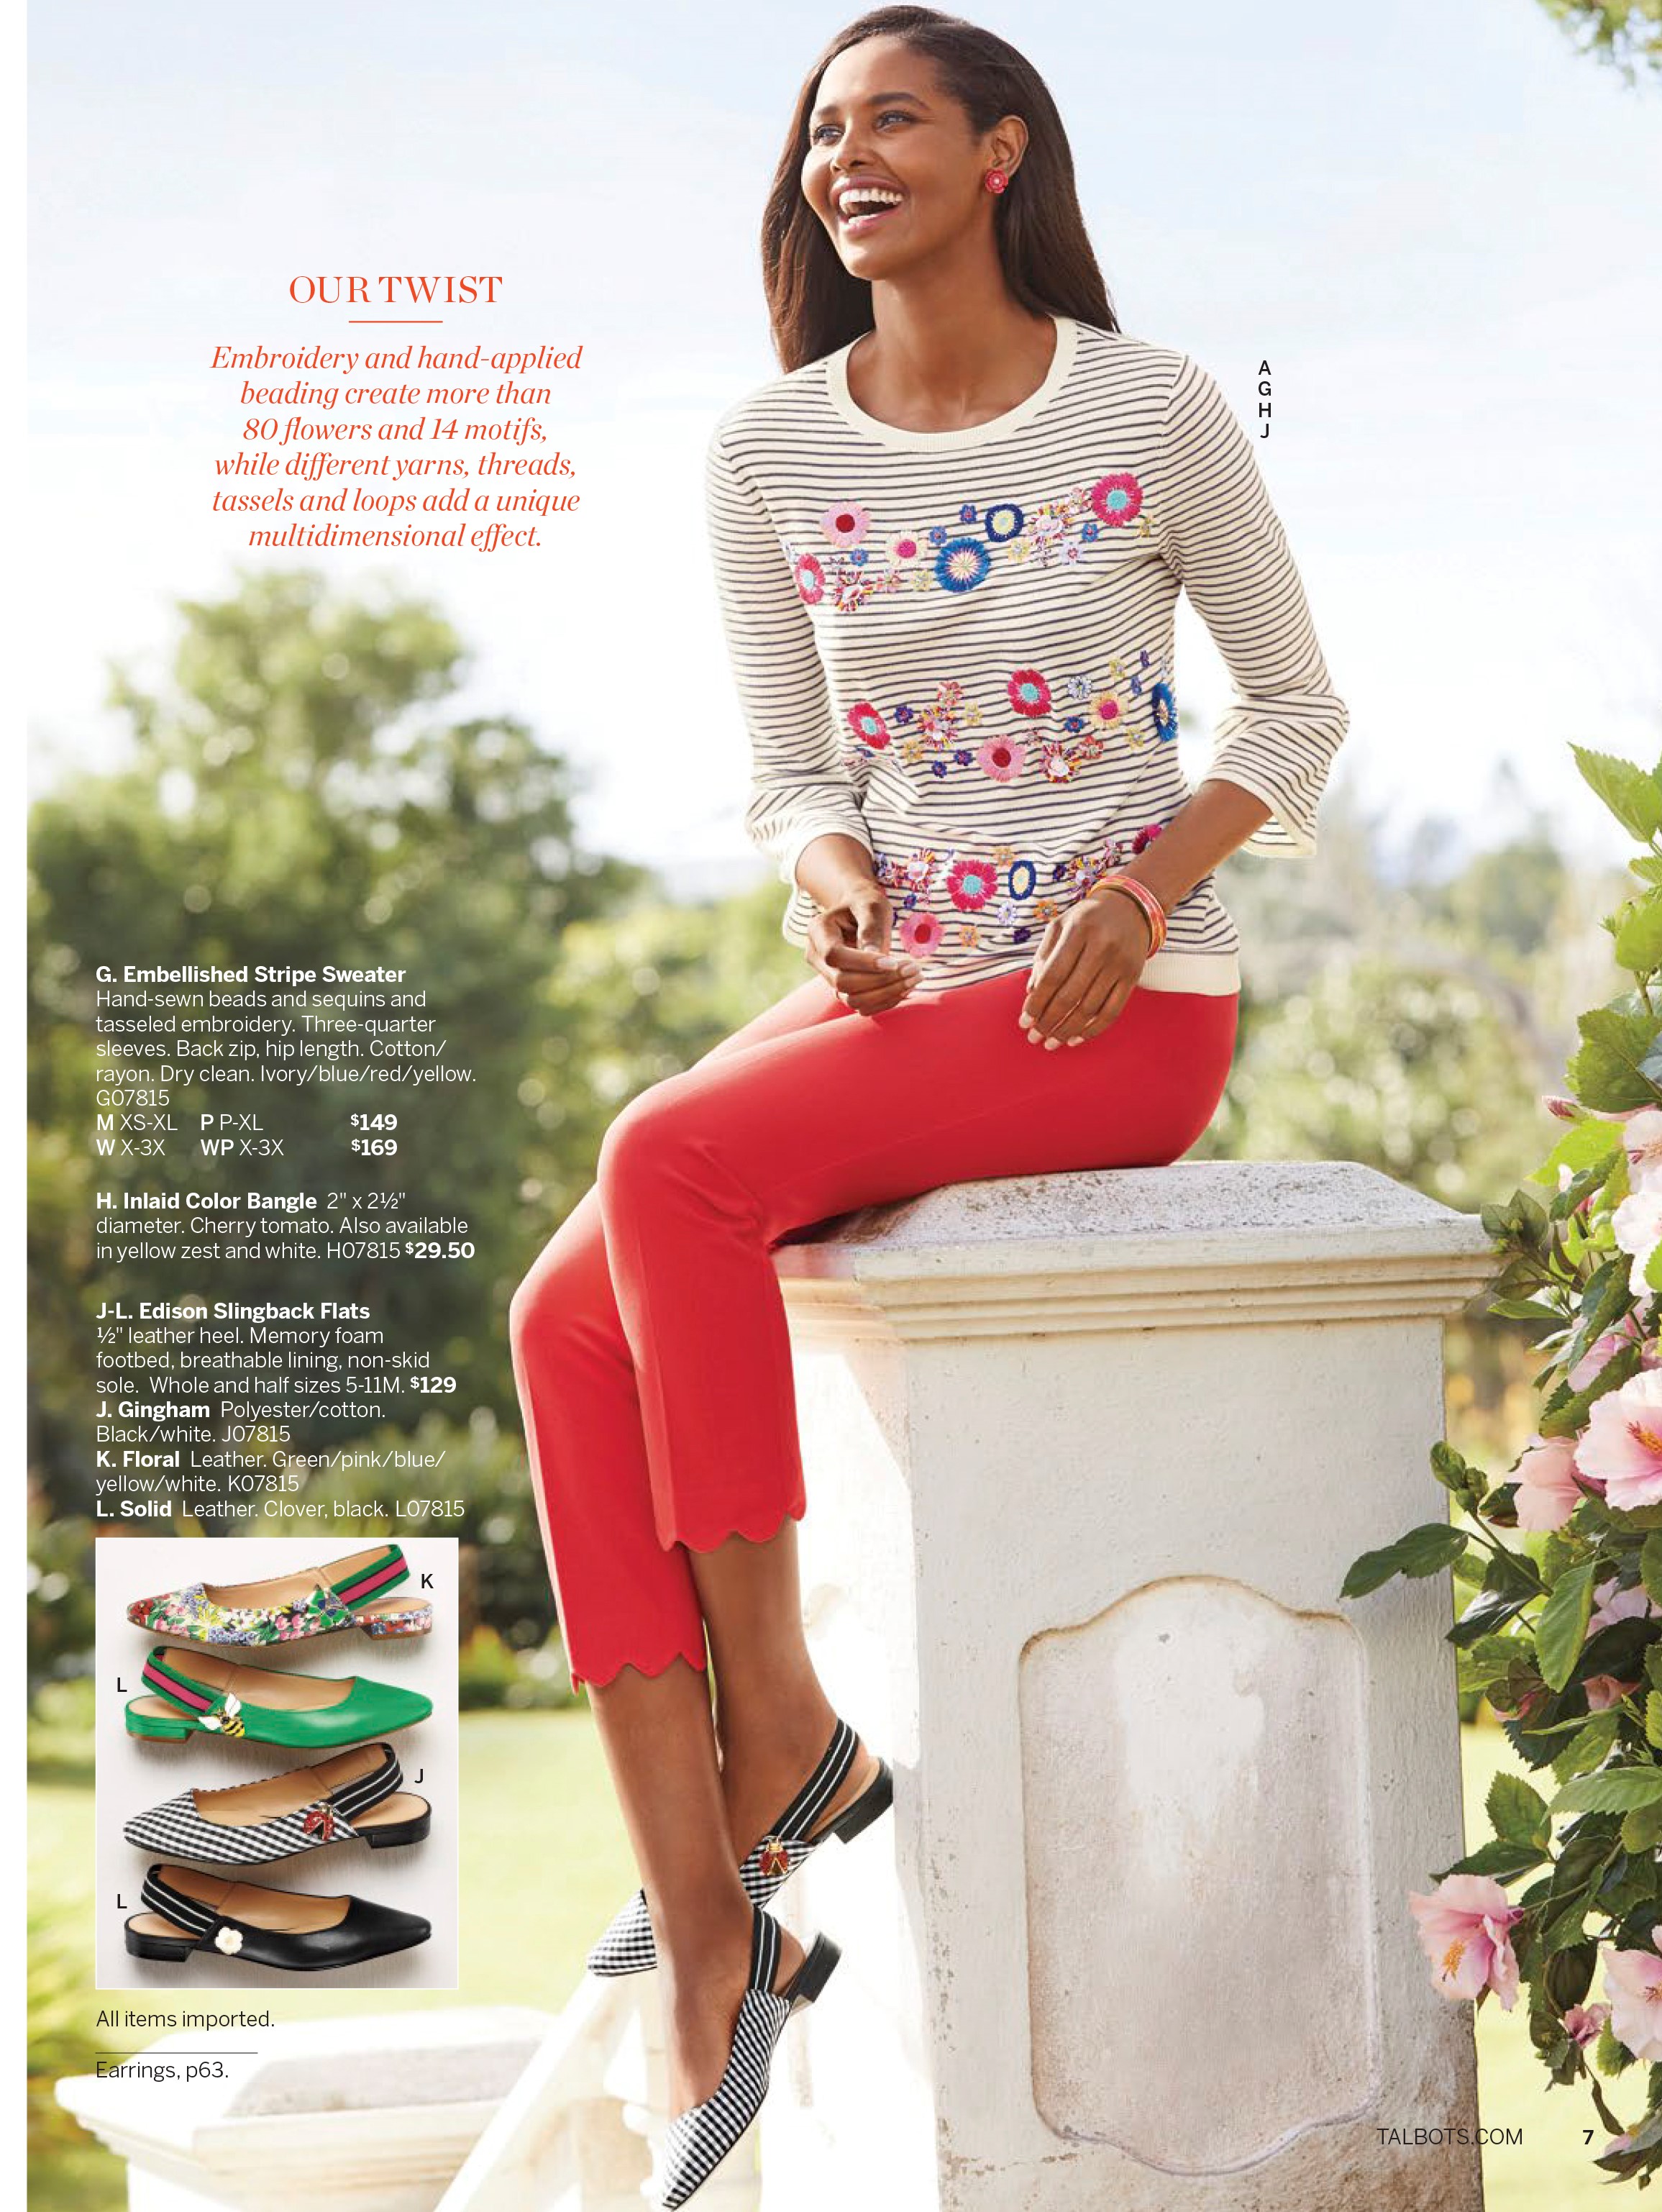 OUR TWIST
Embroidery and hand-applied
beading create more than
80 flowers and 14 motifs,
while different yarns, threads,
tassels and loops add a unique
multidimensional effect.
A
G
H
J
G. Embellished Stripe Sweater
Hand-sewn beads and sequins and
tasseled embroidery. Three-quarter
sleeves. Back zip, hip length. Cotton/
rayon. Dry clean. Ivory/blue/red/yellow.
G07815
M XS-XL P P-XL $149
W X-3X WP X-3X $169
H. Inlaid Color Bangle 2" x 2½"
diameter. Cherry tomato. Also available
in yellow zest and white. H07815 $29.50
J-L. Edison Slingback Flats
½" leather heel. Memory foam
footbed, breathable lining, non-skid
sole. Whole and half sizes 5-11M. $129
J. Gingham Polyester/cotton.
Black/white. J07815
K. Floral Leather. Green/pink/blue/
yellow/white. K07815
L. Solid Leather. Clover, black. L07815
K
L
J
L
All items imported.
Earrings, p63.
TALBOTS.COM 7